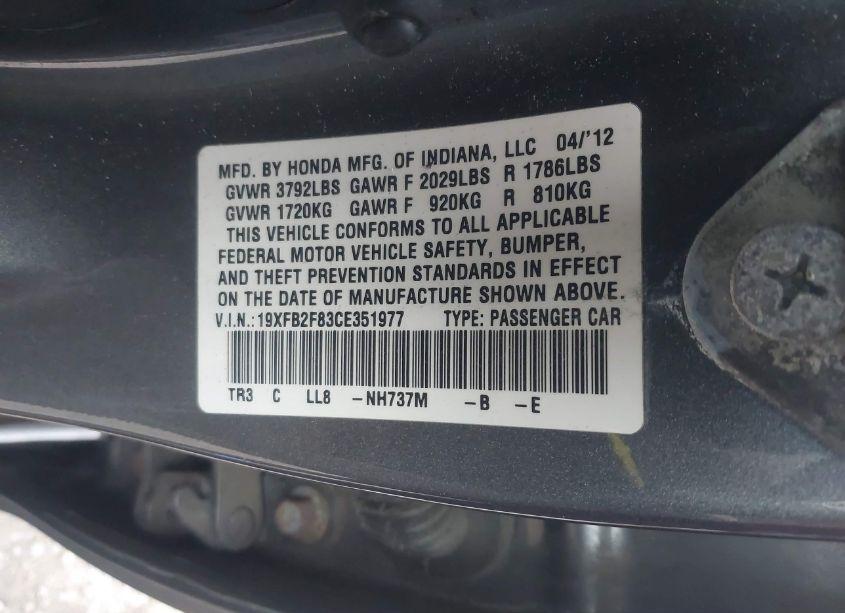 MFD. BY HONDA MFG. OF INDIANA, LLC 04/'12
GVWR 3792LBS GAWR F 2029LBS R 1786LBS
GVWR 1720KG GAWR F 920KG R 810KG
THIS VEHICLE CONFORMS TO ALL APPLICABLE
FEDERAL MOTOR VEHICLE SAFETY, BUMPER,
AND THEFT PREVENTION STANDARDS IN EFFECT
ON THE DATE OF MANUFACTURE SHOWN ABOVE.
V.I.N.:19XFB2F83CE351977 TYPE: PASSENGER CAR
TR3 C LL8 -NH737M -B -E